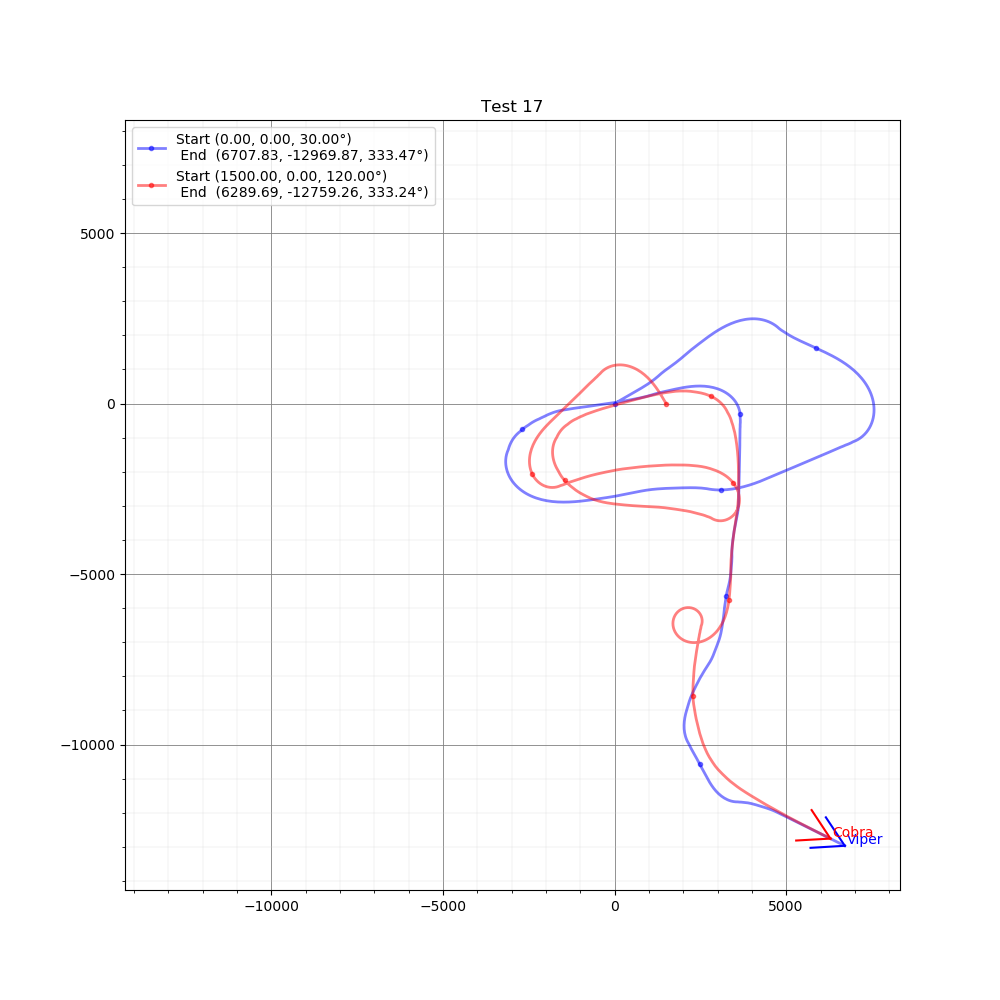 Test 17
Start (0.00, 0.00, 30.00°)
End  (6707.83, -12969.87, 333.47°)
Start (1500.00, 0.00, 120.00°)
End  (6289.69, -12759.26, 333.24°)
5000
0
−5000
−10000
Cobra
Viper
−10000
−5000
0
5000